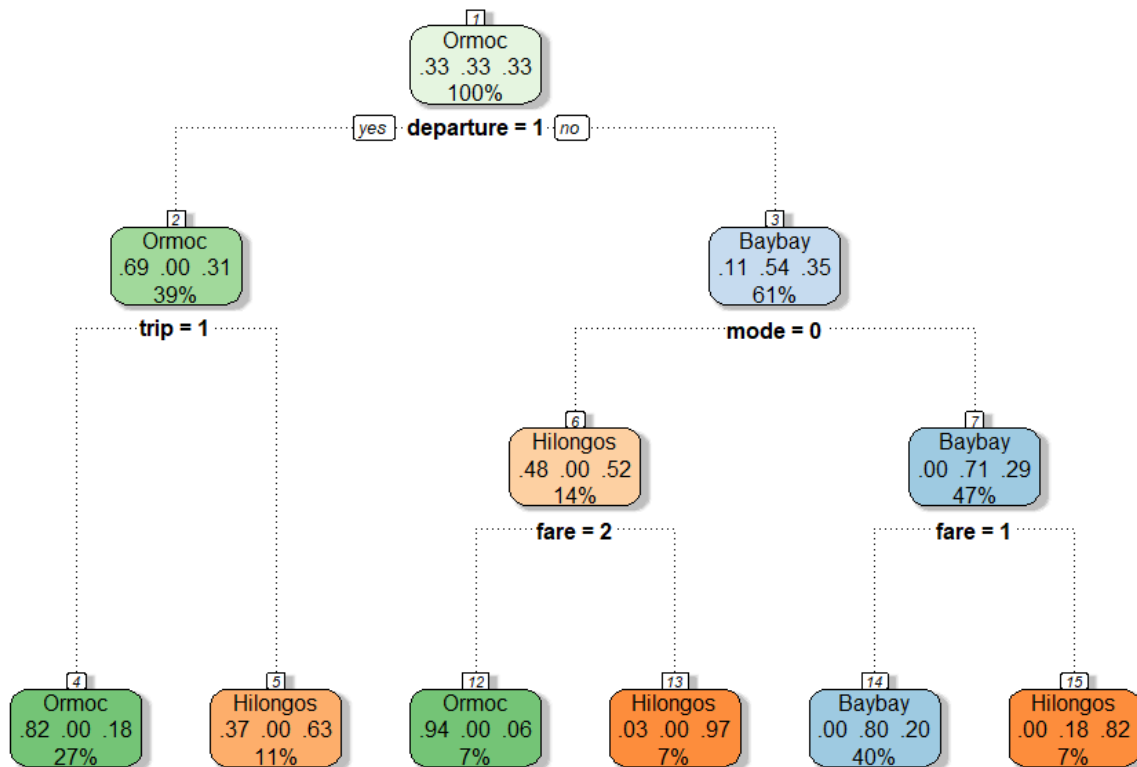 1
Ormoc
.33 .33 .33
100%
yes departure = 1 no
2
Ormoc
.69 .00 .31
39%
trip = 1
3
Baybay
.11 .54 .35
61%
mode = 0
6
Hilongos
.48 .00 .52
14%
fare = 2
7
Baybay
.00 .71 .29
47%
fare = 1
4
Ormoc
.82 .00 .18
27%
5
Hilongos
.37 .00 .63
11%
12
Ormoc
.94 .00 .06
7%
13
Hilongos
.03 .00 .97
7%
14
Baybay
.00 .80 .20
40%
15
Hilongos
.00 .18 .82
7%